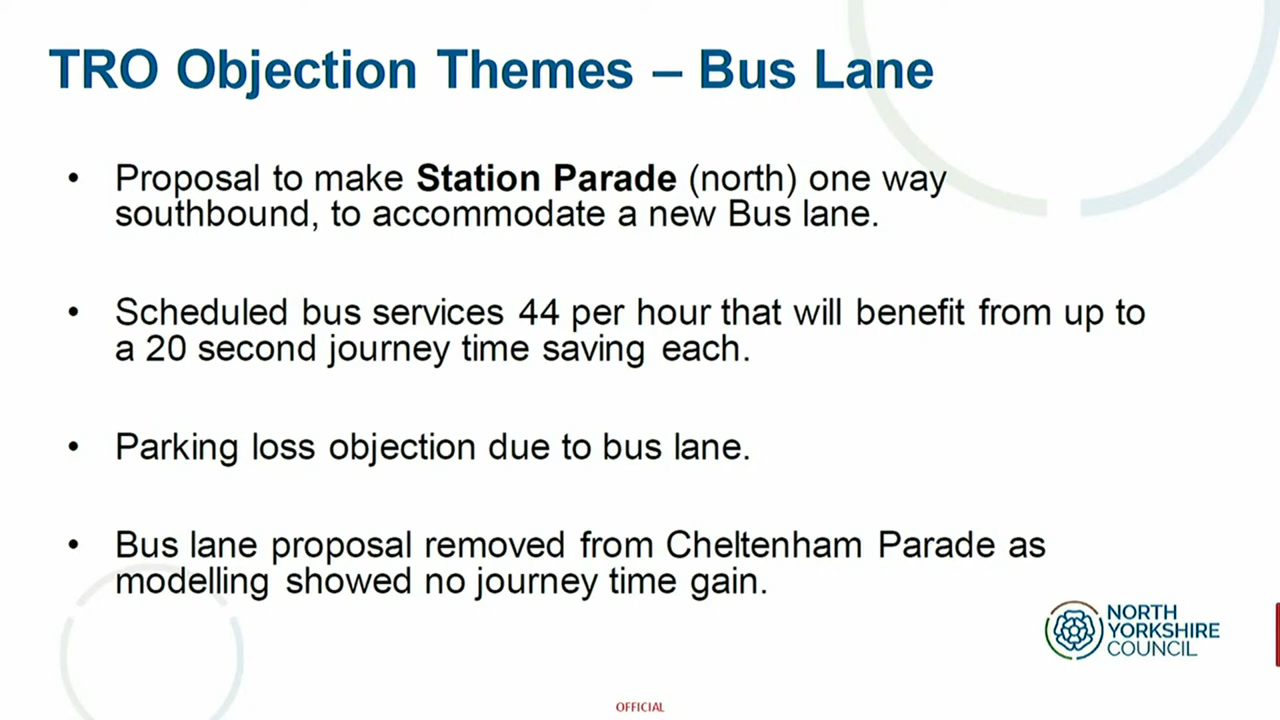 TRO Objection Themes – Bus Lane
• Proposal to make Station Parade (north) one way
southbound, to accommodate a new Bus lane.
• Scheduled bus services 44 per hour that will benefit from up to
a 20 second journey time saving each.
• Parking loss objection due to bus lane.
• Bus lane proposal removed from Cheltenham Parade as
modelling showed no journey time gain.
NORTH
YORKSHIRE
COUNCIL
OFFICIAL